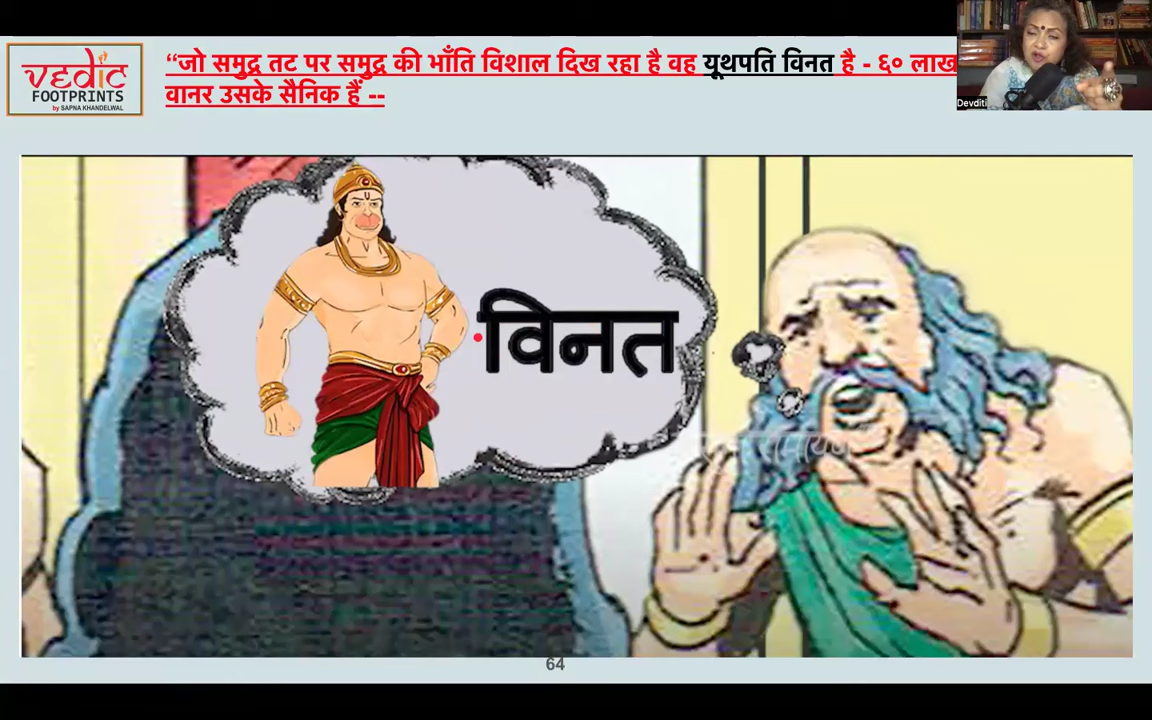 vedic
FOOTPRINTS
by SAPNA KHANDELWAL
“जो समुद्र तट पर समुद्र की भाँति विशाल दिख रहा है वह यूथपति विनत है - ६० लाख
वानर उसके सैनिक हैं --
Devditi
विनत
64